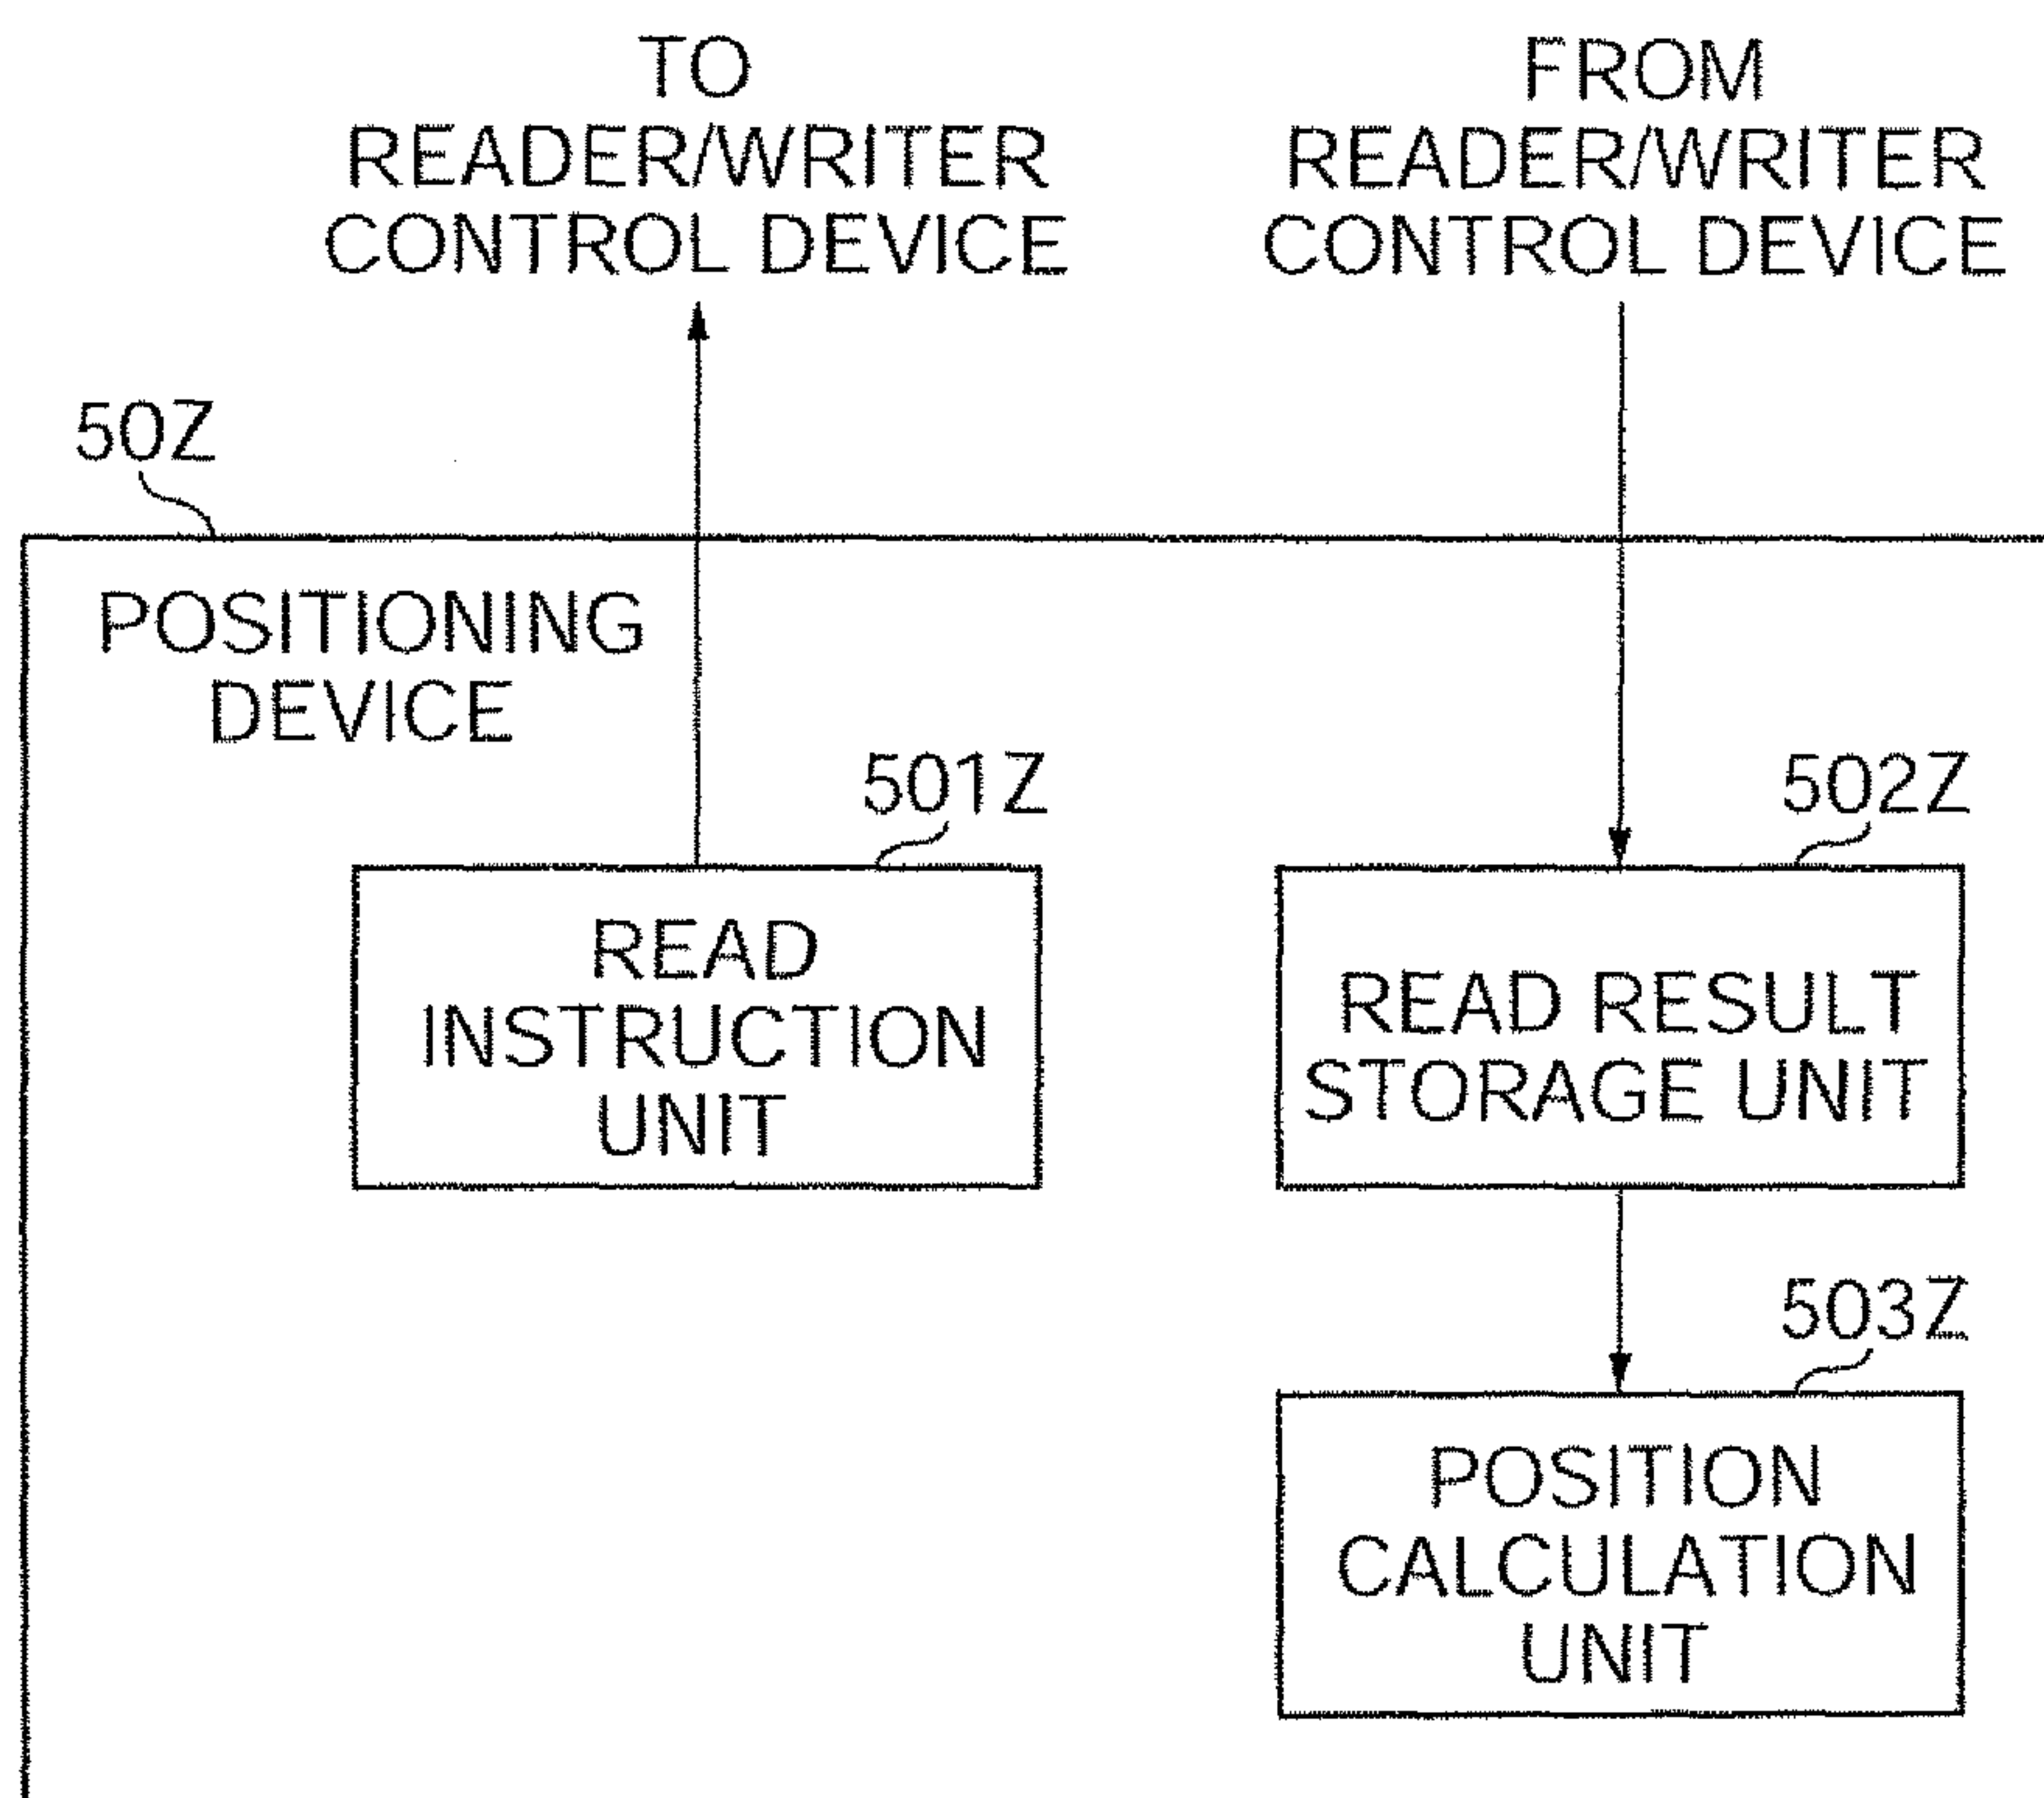 TO
READER/WRITER
CONTROL DEVICE
FROM
READER/WRITER
CONTROL DEVICE
50Z
POSITIONING
DEVICE
501Z
READ
INSTRUCTION
UNIT
502Z
READ RESULT
STORAGE UNIT
503Z
POSITION
CALCULATION
UNIT